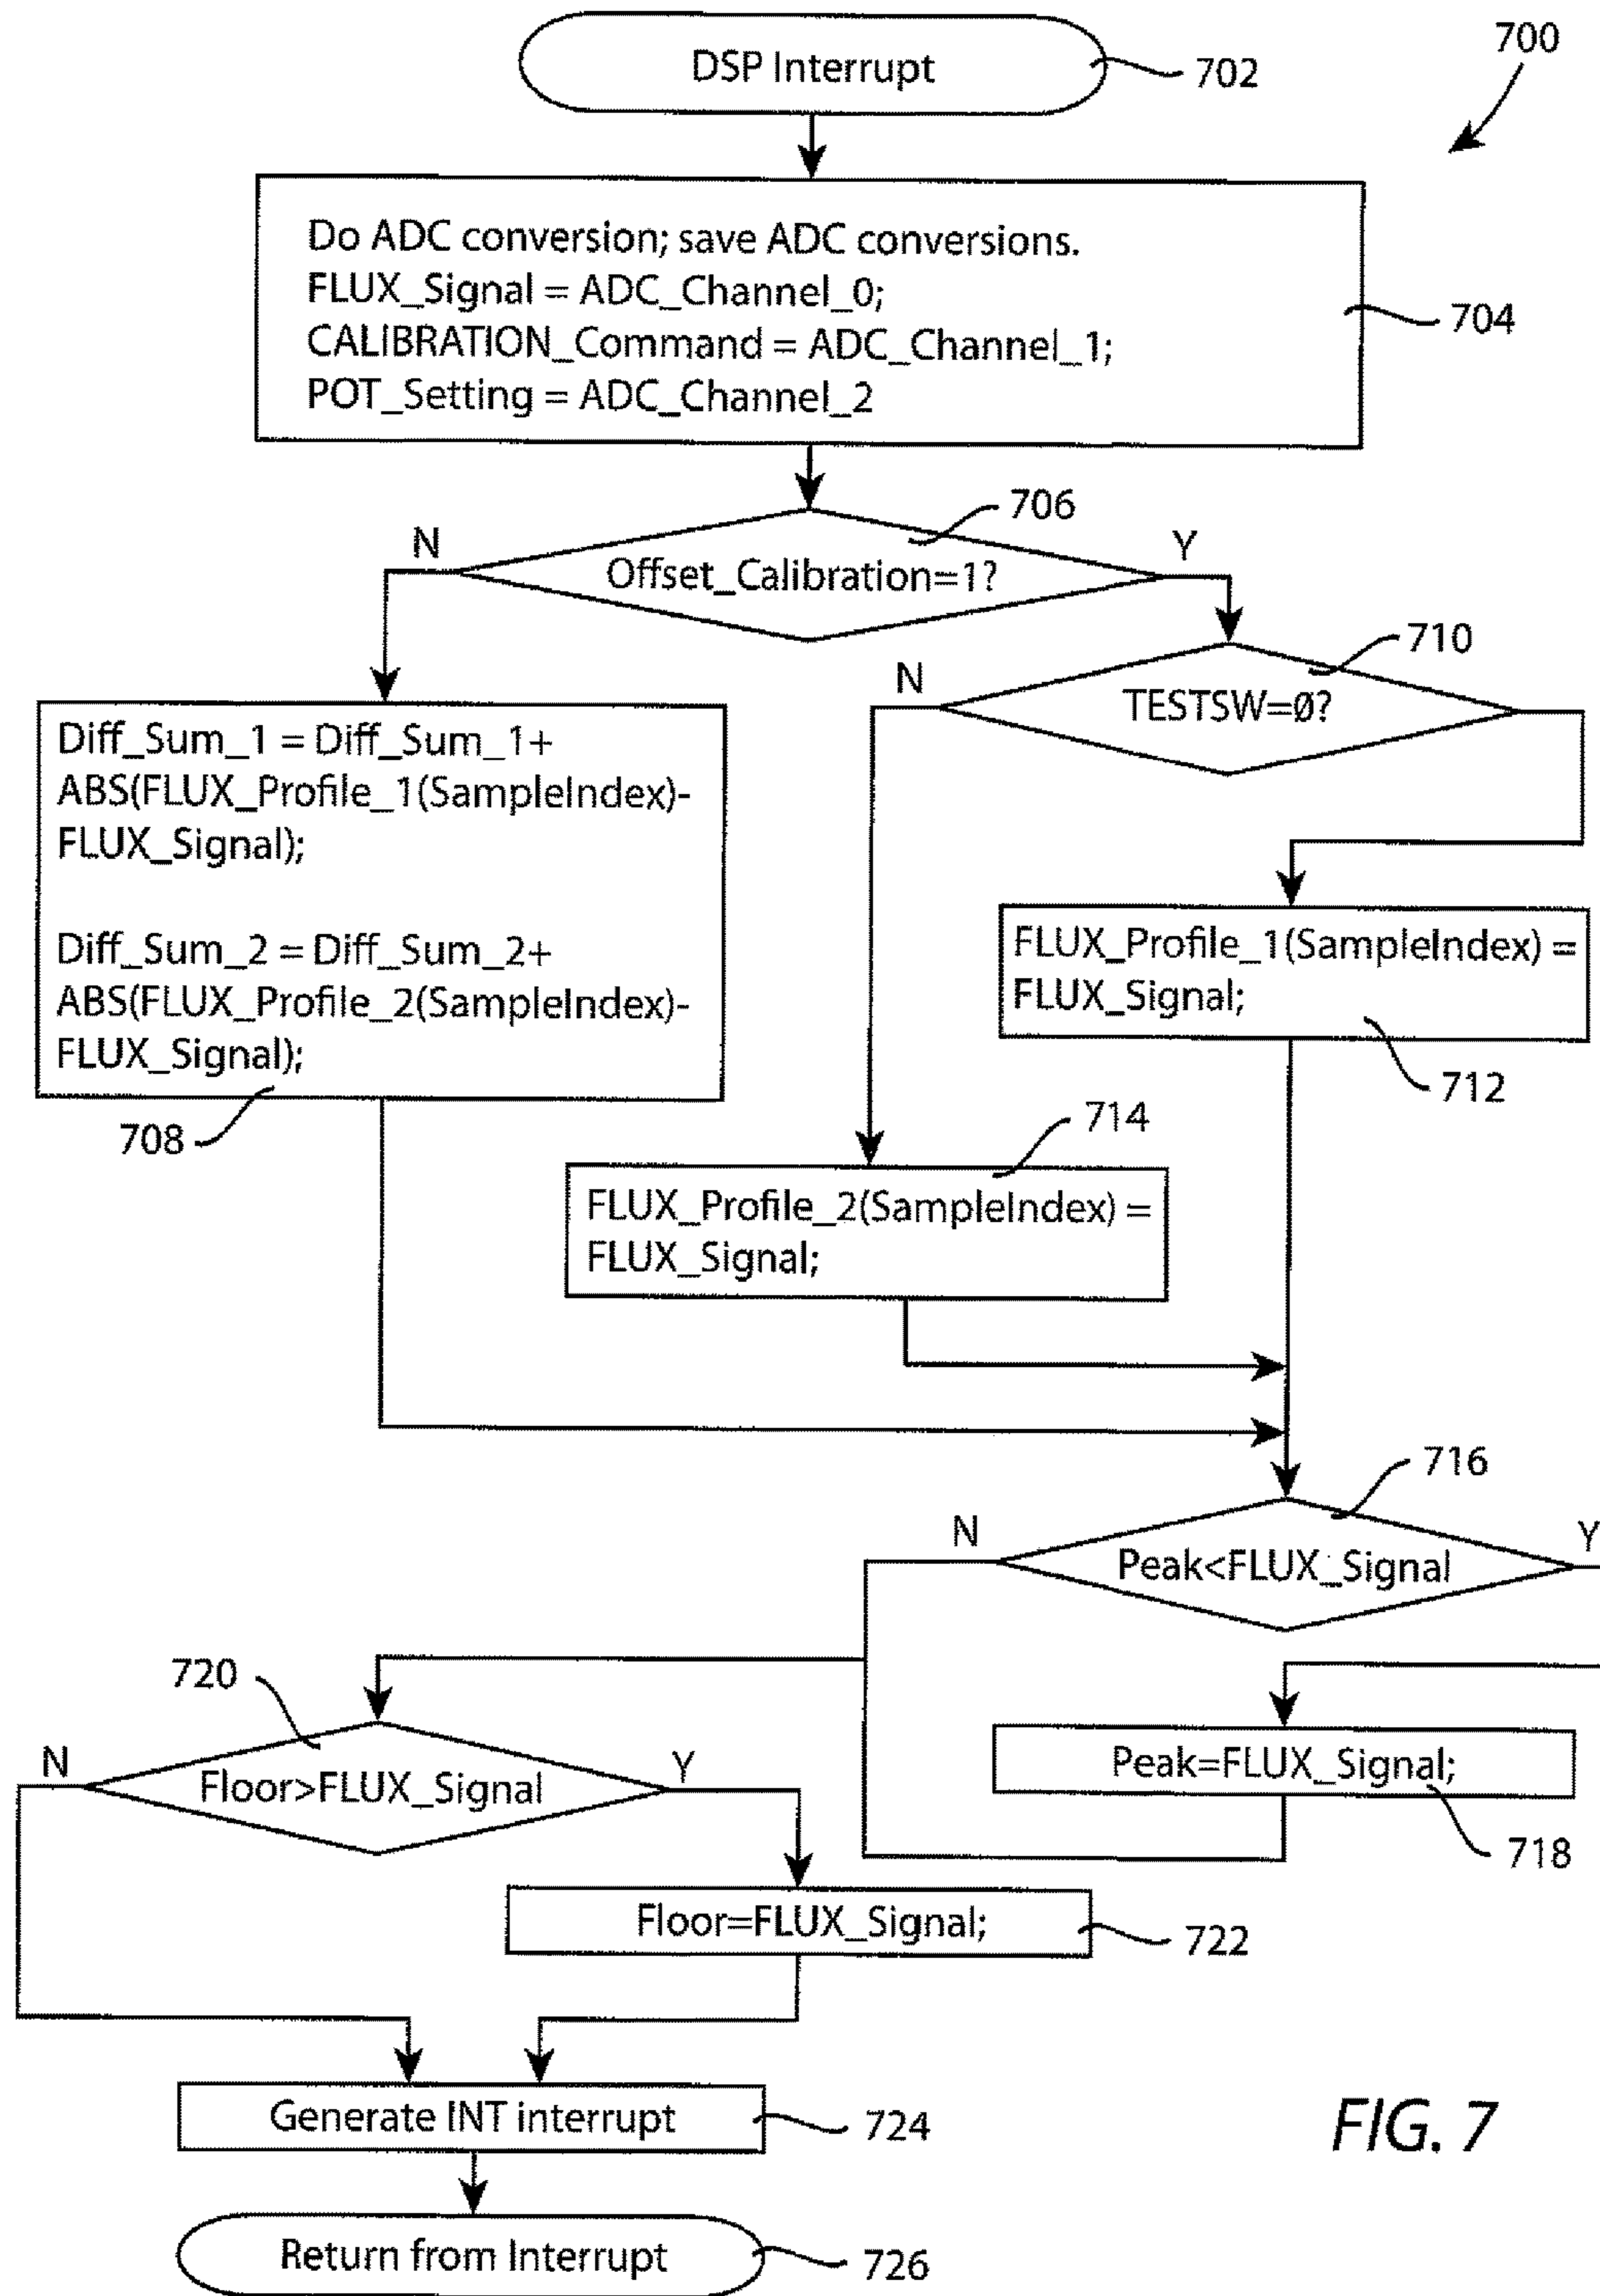 DSP Interrupt
702
700
Do ADC conversion; save ADC conversions.
FLUX_Signal = ADC_Channel_0;
CALIBRATION_Command = ADC_Channel_1;
POT_Setting = ADC_Channel_2
704
706
N
Y
Offset_Calibration=1?
710
N
TESTSW=Ø?
Diff_Sum_1 = Diff_Sum_1+
ABS(FLUX_Profile_1(SampleIndex)-
FLUX_Signal);
Diff_Sum_2 = Diff_Sum_2+
ABS(FLUX_Profile_2(SampleIndex)-
FLUX_Signal);
708
FLUX_Profile_1(SampleIndex) =
FLUX_Signal;
712
714
FLUX_Profile_2(SampleIndex) =
FLUX_Signal;
716
N
Y
Peak<FLUX_Signal
720
N
Y
Floor>FLUX_Signal
Peak=FLUX_Signal;
718
Floor=FLUX_Signal;
722
Generate INT interrupt
724
FIG. 7
Return from Interrupt
726